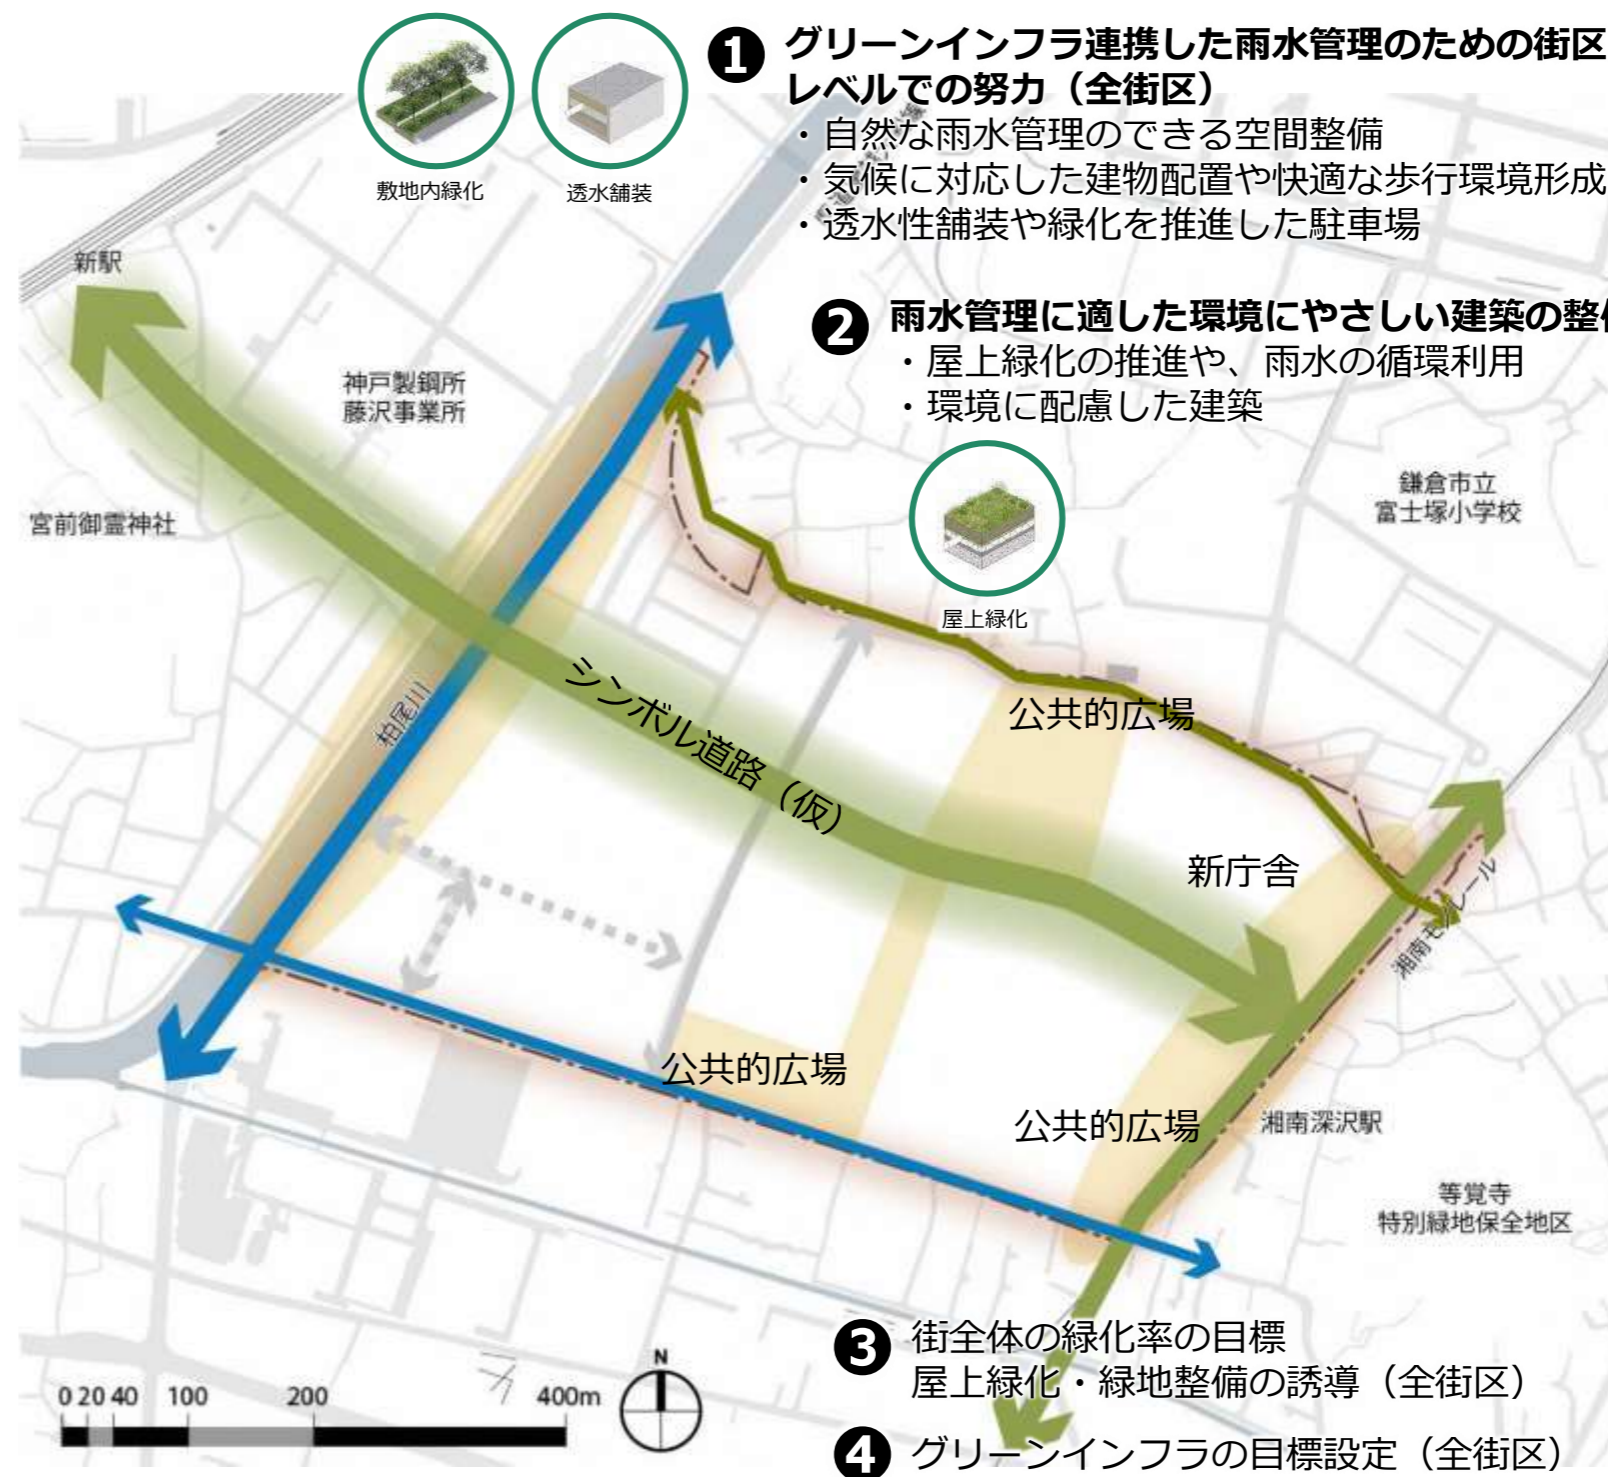 ❶ グリーンインフラ連携した雨水管理のための街区
レベルでの努力（全街区）
・自然な雨水管理のできる空間整備
・気候に対応した建物配置や快適な歩行環境形成
・透水性舗装や緑化を推進した駐車場
敷地内緑化
透水舗装
新駅
❷ 雨水管理に適した環境にやさしい建築の整
・屋上緑化の推進や、雨水の循環利用
・環境に配慮した建築
神戸製鋼所
藤沢事業所
宮前御霊神社
鎌倉市立
富士塚小学校
屋上緑化
柏尾川
シンボル道路（仮）
公共的広場
新庁舎
湘南モノレール
公共的広場
公共的広場
湘南深沢駅
等覚寺
特別緑地保全地区
❸ 街全体の緑化率の目標
屋上緑化・緑地整備の誘導（全街区）
❹ グリーンインフラの目標設定（全街区）
0 20 40 100 200 400m
N